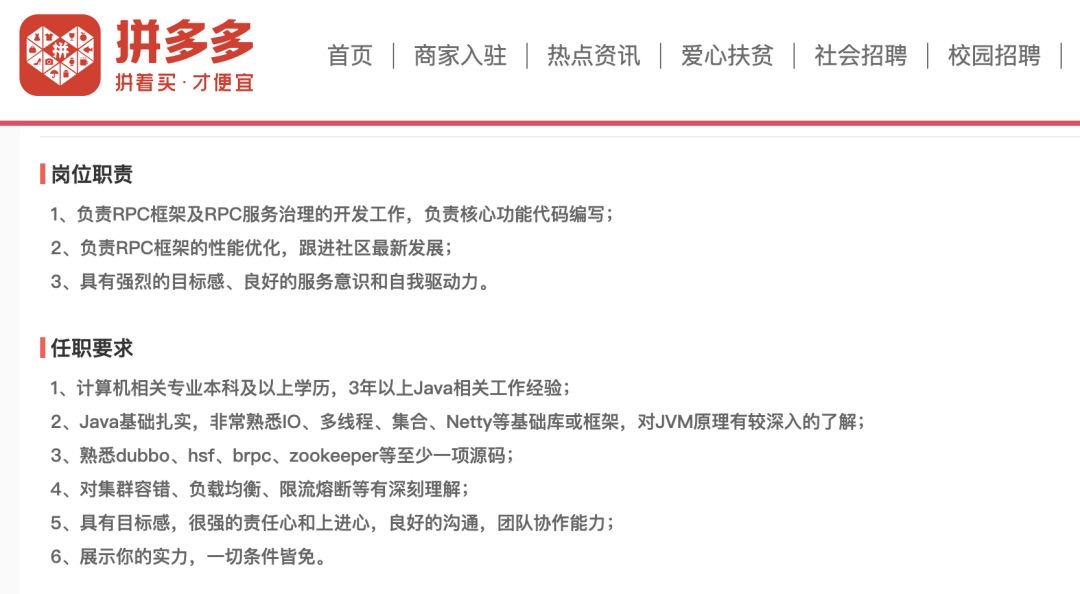 拼多多
拼着买·才便宜
首页 | 商家入驻 | 热点资讯 | 爱心扶贫 | 社会招聘 | 校园招聘 |
岗位职责
1、负责RPC框架及RPC服务治理的开发工作，负责核心功能代码编写；
2、负责RPC框架的性能优化，跟进社区最新发展；
3、具有强烈的目标感、良好的服务意识和自我驱动力。
任职要求
1、计算机相关专业本科及以上学历，3年以上Java相关工作经验；
2、Java基础扎实，非常熟悉IO、多线程、集合、Netty等基础库或框架，对JVM原理有较深入的了解；
3、熟悉dubbo、hsf、brpc、zookeeper等至少一项源码；
4、对集群容错、负载均衡、限流熔断等有深刻理解；
5、具有目标感，很强的责任心和上进心，良好的沟通，团队协作能力；
6、展示你的实力，一切条件皆免。